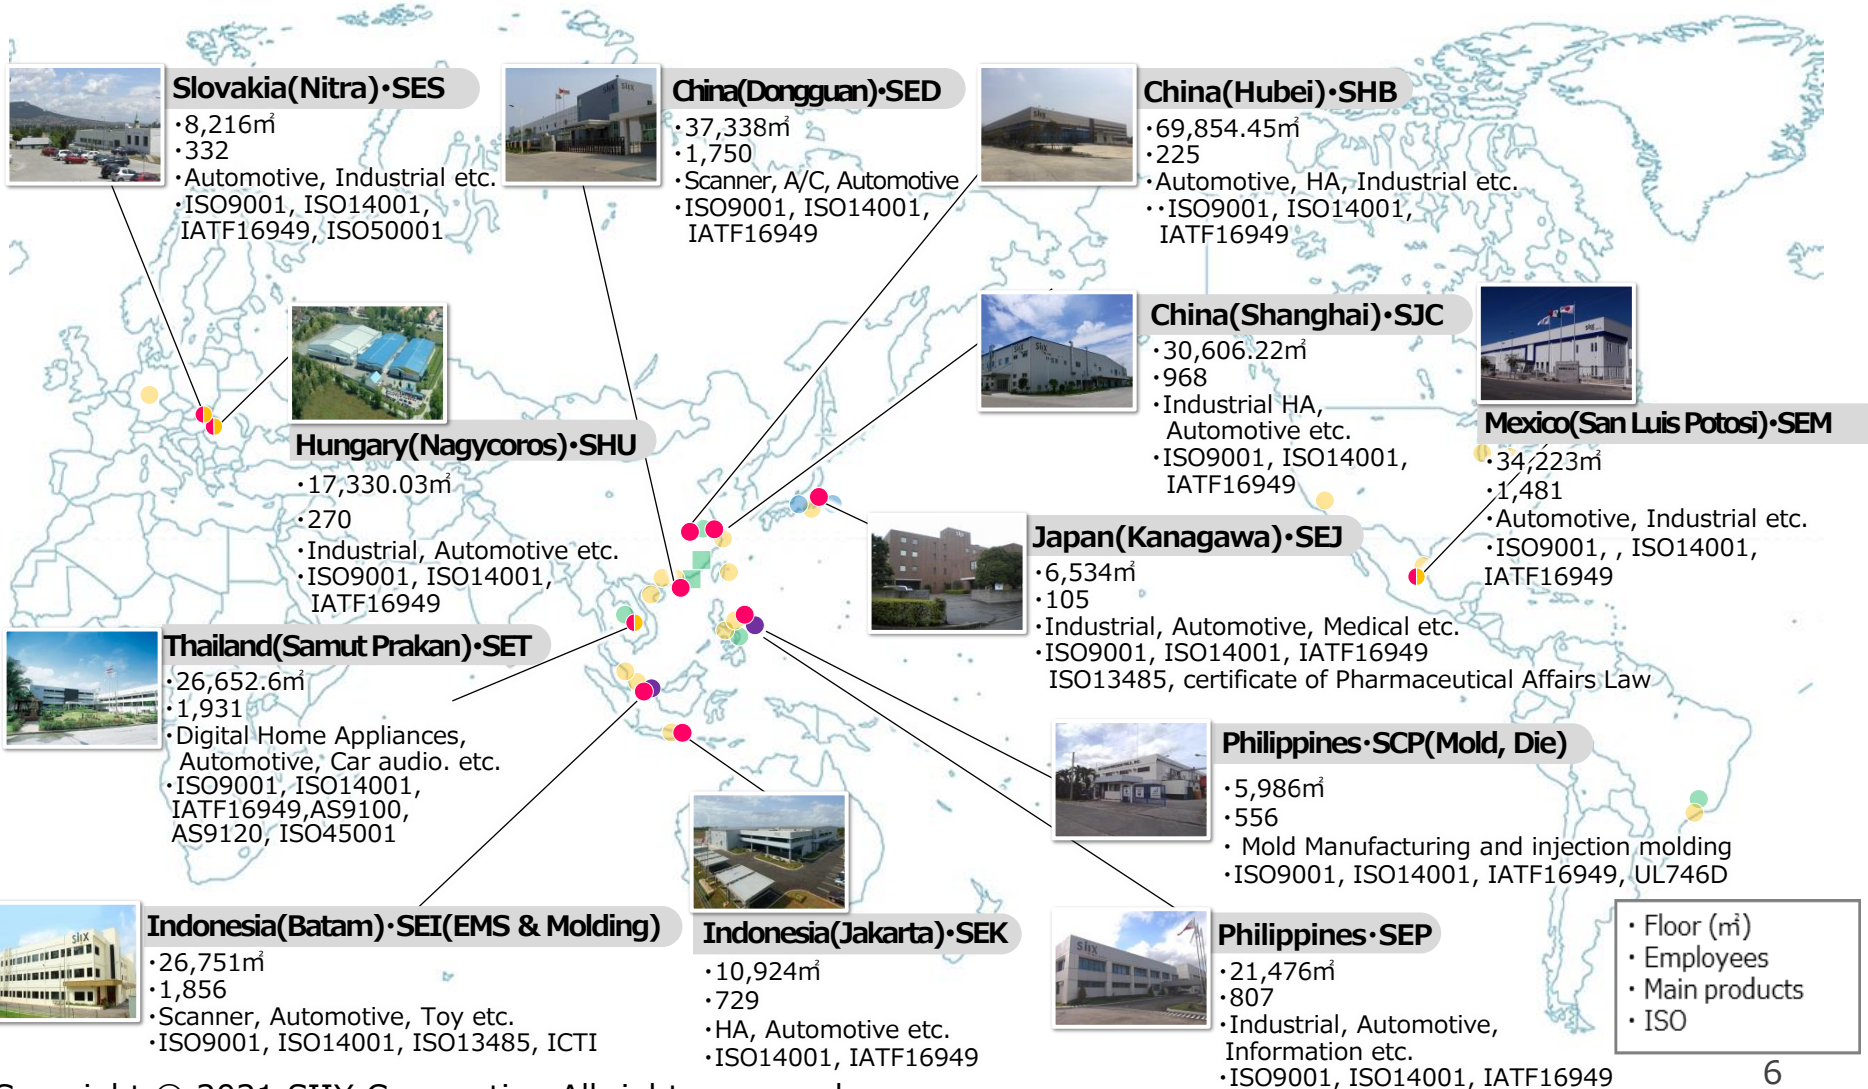 Slovakia(Nitra)・SES
・8,216㎡
・332
・Automotive, Industrial etc.
・ISO9001, ISO14001,
IATF16949, ISO50001
China(Dongguan)・SED
・37,338㎡
・1,750
・Scanner, A/C, Automotive
・ISO9001, ISO14001,
IATF16949
China(Hubei)・SHB
・69,854.45㎡
・225
・Automotive, HA, Industrial etc.
・・ISO9001, ISO14001,
IATF16949
Hungary(Nagycoros)・SHU
・17,330.03㎡
・270
・Industrial, Automotive etc.
・ISO9001, ISO14001,
IATF16949
China(Shanghai)・SJC
・30,606.22㎡
・968
・Industrial HA,
Automotive etc.
・ISO9001, ISO14001,
IATF16949
Mexico(San Luis Potosi)・SEM
・34,223㎡
・1,481
・Automotive, Industrial etc.
・ISO9001, , ISO14001,
IATF16949
Japan(Kanagawa)・SEJ
・6,534㎡
・105
・Industrial, Automotive, Medical etc.
・ISO9001, ISO14001, IATF16949
ISO13485, certificate of Pharmaceutical Affairs Law
Thailand(Samut Prakan)・SET
・26,652.6㎡
・1,931
・Digital Home Appliances,
Automotive, Car audio. etc.
・ISO9001, ISO14001,
IATF16949,AS9100,
AS9120, ISO45001
Philippines・SCP(Mold, Die)
・5,986㎡
・556
・ Mold Manufacturing and injection molding
・ISO9001, ISO14001, IATF16949, UL746D
Indonesia(Batam)・SEI(EMS & Molding)
・26,751㎡
・1,856
・Scanner, Automotive, Toy etc.
・ISO9001, ISO14001, ISO13485, ICTI
Indonesia(Jakarta)・SEK
・10,924㎡
・729
・HA, Automotive etc.
・ISO14001, IATF16949
Philippines・SEP
・21,476㎡
・807
・Industrial, Automotive,
Information etc.
・ISO9001, ISO14001, IATF16949
・Floor (㎡)
・Employees
・Main products
・ISO
6